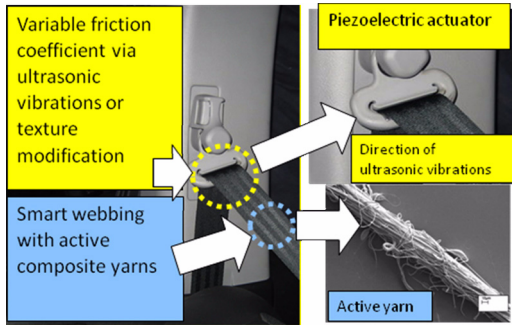 Variable friction
coefficient via
ultrasonic
vibrations or
texture
modification
Smart webbing
with active
composite yarns
Piezoelectric actuator
Direction of
ultrasonic vibrations
Active yarn